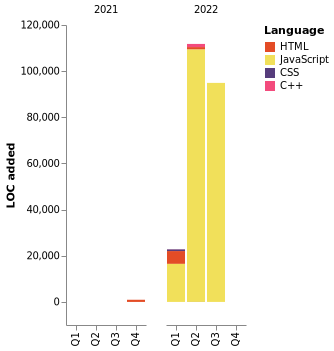 2021
2022
LOC added
120,000
100,000
80,000
60,000
40,000
20,000
0
Q1
Q2
Q3
Q4
Q1
Q2
Q3
Q4
Language
HTML
JavaScript
CSS
C++